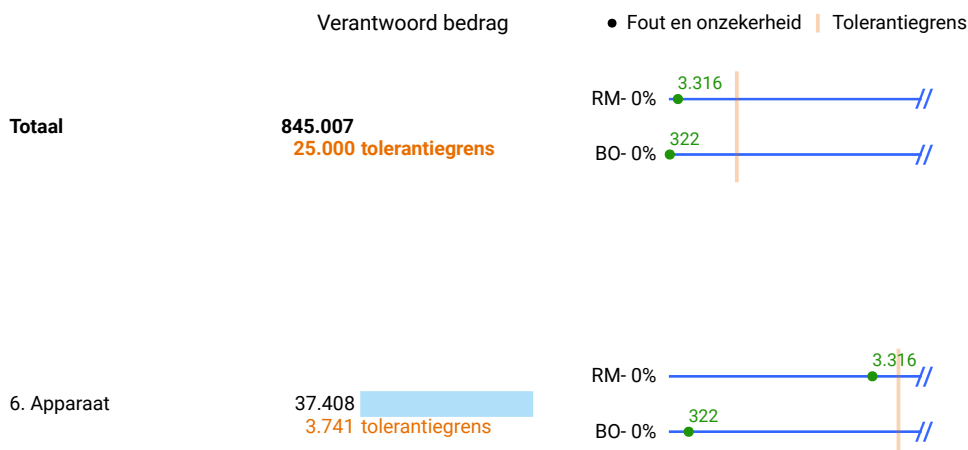 Verantwoord bedrag
Fout en onzekerheid Tolerantiegrens
3.316
RM- 0%
Totaal 845.007
25.000 tolerantiegrens
322
BO- 0%
3.316
RM- 0%
6. Apparaat 37.408
3.741 tolerantiegrens
322
BO- 0%